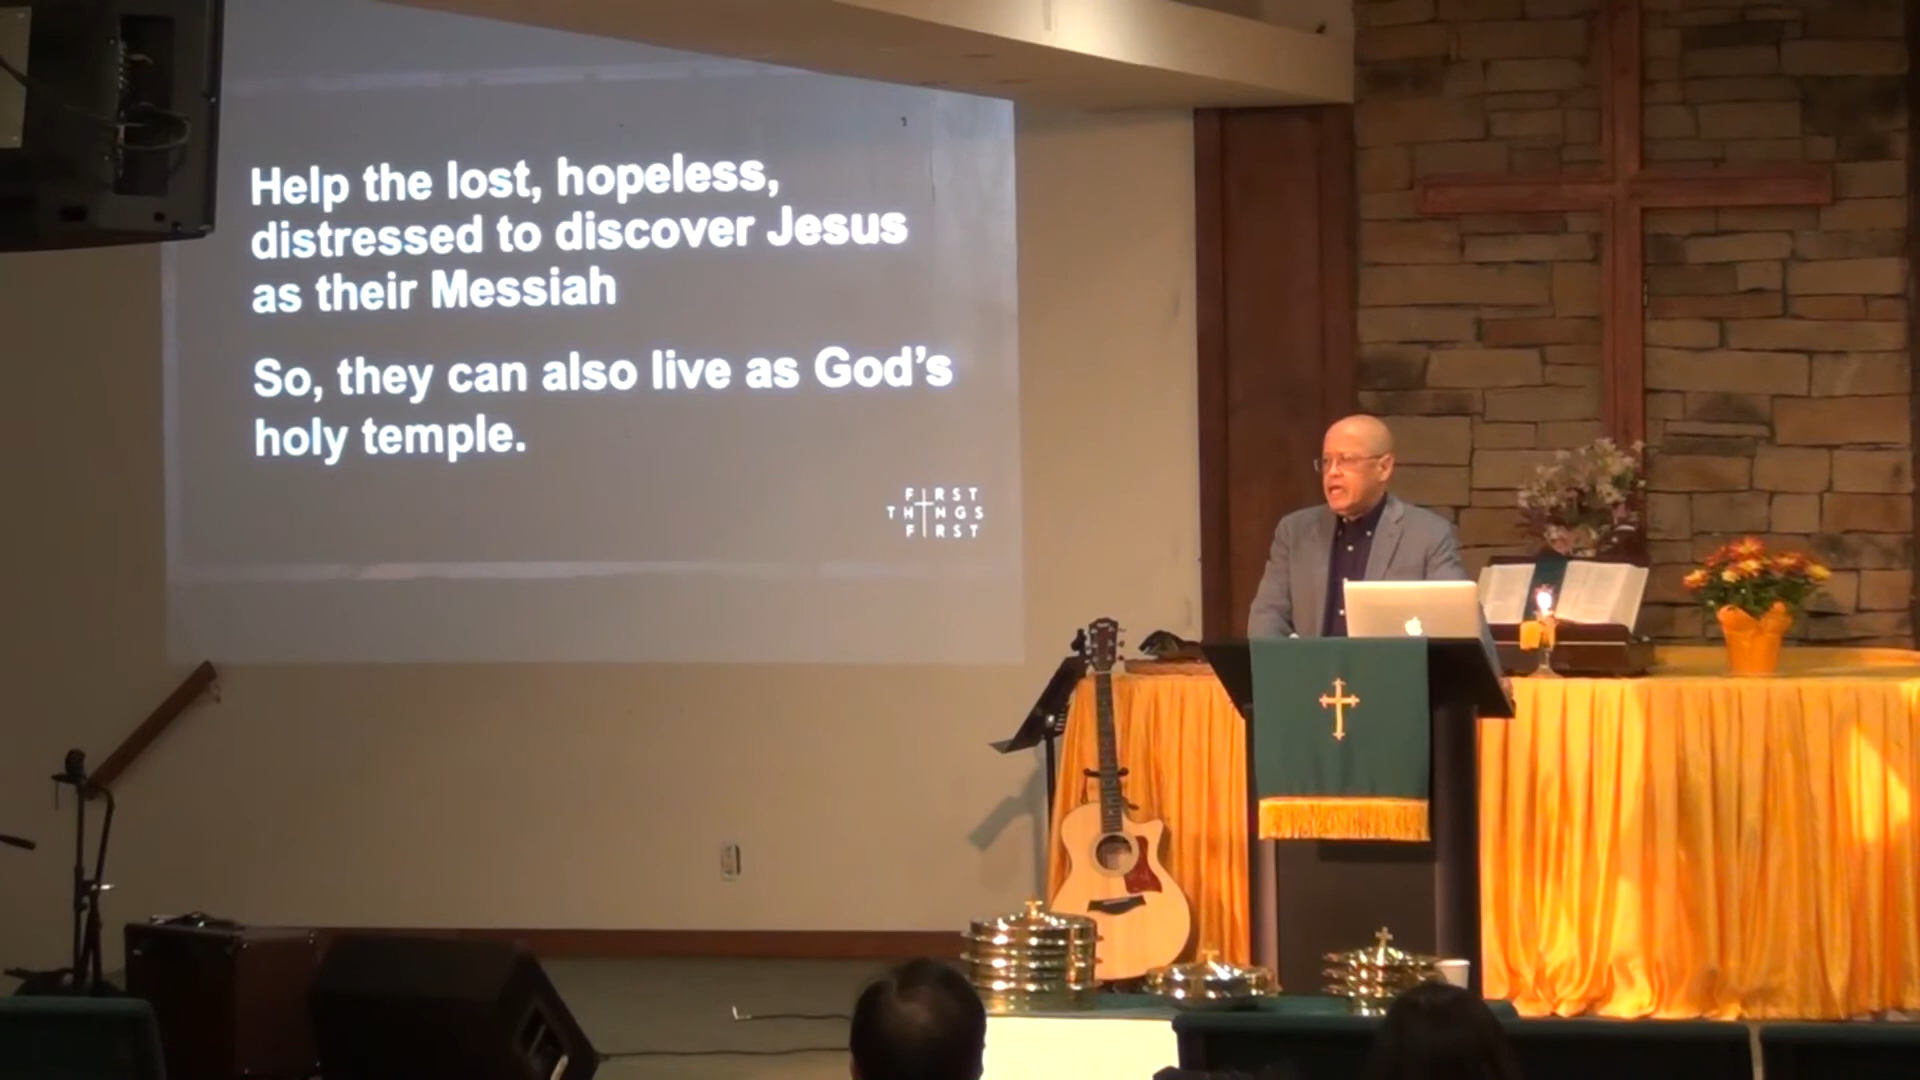 Help the lost, hopeless,
distressed to discover Jesus
as their Messiah
So, they can also live as God's
holy temple.
FIRST
THINGS
FIRST